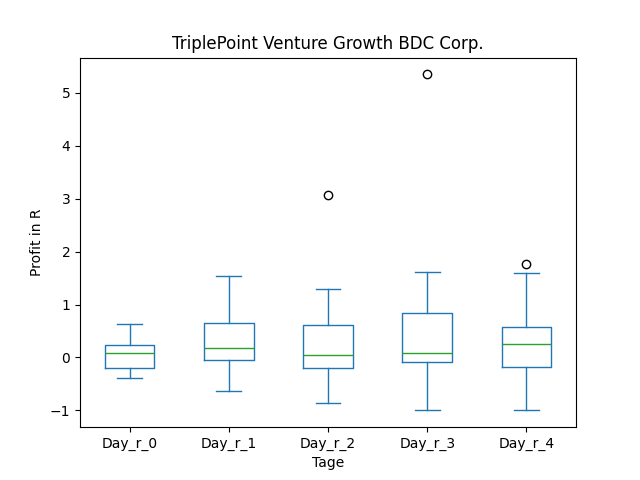 TriplePoint Venture Growth BDC Corp.
Profit in R
5
4
3
2
1
0
−1
Day_r_0 Day_r_1 Day_r_2 Day_r_3 Day_r_4
Tage